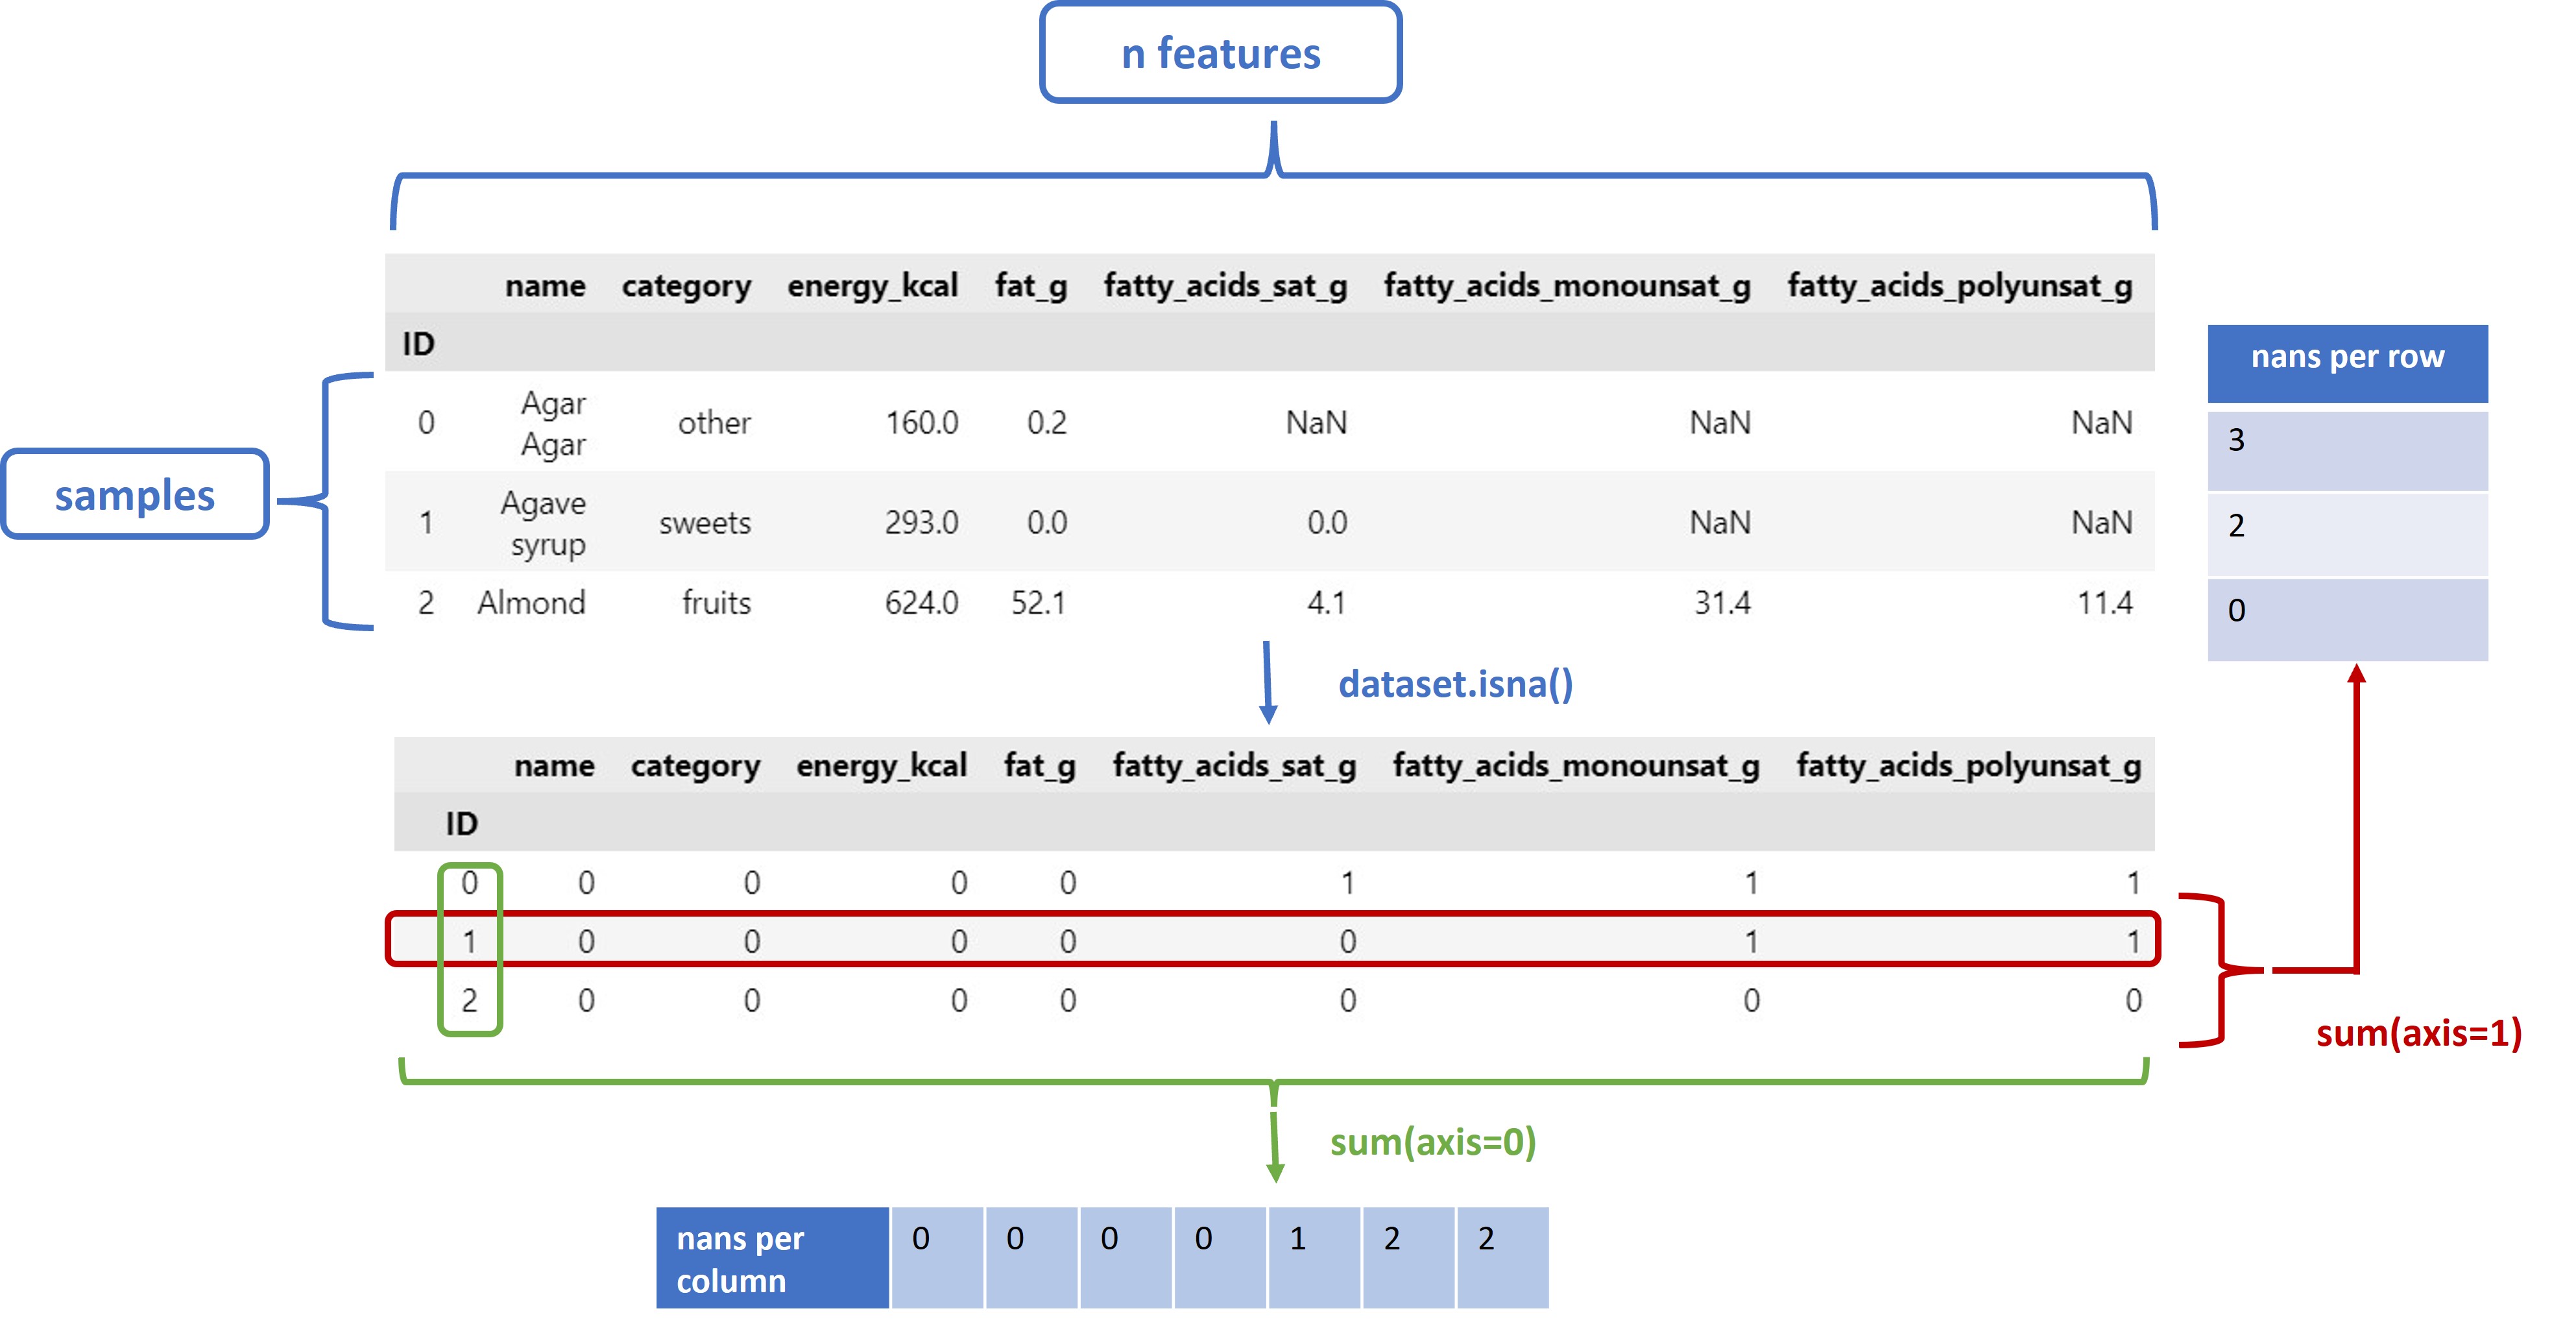 n features
name category energy_kcal fat_g fatty_acids_sat_g fatty_acids_monounsat_g fatty_acids_polyunsat_g
ID
0 Agar Agar other 160.0 0.2 NaN NaN NaN
1 Agave syrup sweets 293.0 0.0 0.0 NaN NaN
2 Almond fruits 624.0 52.1 4.1 31.4 11.4
samples
nans per row
3
2
0
dataset.isna()
name category energy_kcal fat_g fatty_acids_sat_g fatty_acids_monounsat_g fatty_acids_polyunsat_g
ID
0 0 0 0 0 1 1 1
1 0 0 0 0 0 1 1
2 0 0 0 0 0 0 0
sum(axis=1)
sum(axis=0)
nans per column 0 0 0 0 1 2 2